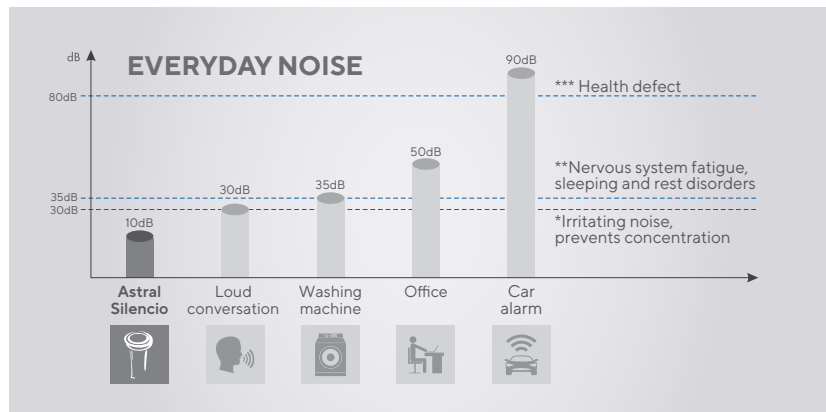 dB
EVERYDAY NOISE
90dB
*** Health defect
80dB
50dB
**Nervous system fatigue,
sleeping and rest disorders
35dB
30dB
35dB
30dB
10dB
*Irritating noise,
prevents concentration
Astral
Silencio
Loud
conversation
Washing
machine
Office
Car
alarm